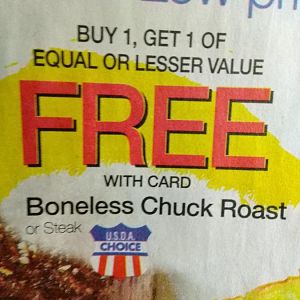 BUY 1, GET 1 OF
EQUAL OR LESSER VALUE
FREE
WITH CARD
Boneless Chuck Roast
or Steak
U.S.D.A.
CHOICE